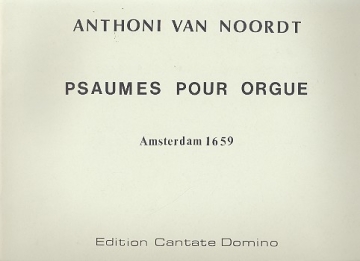 ANTHONI VAN NOORDT
PSAUMES POUR ORGUE
Amsterdam 1659
Edition Cantate Domino